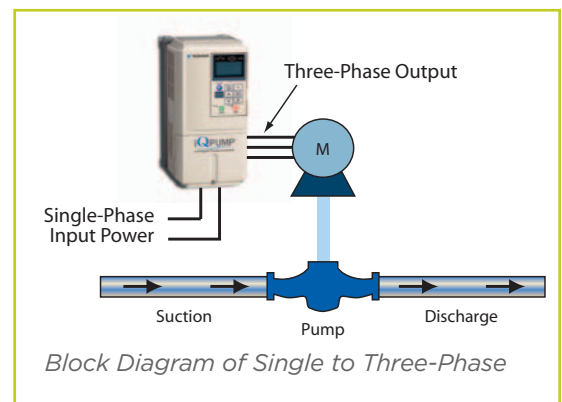 Three-Phase Output
iQPUMP
M
Single-Phase
Input Power
Suction
Pump
Discharge
Block Diagram of Single to Three-Phase